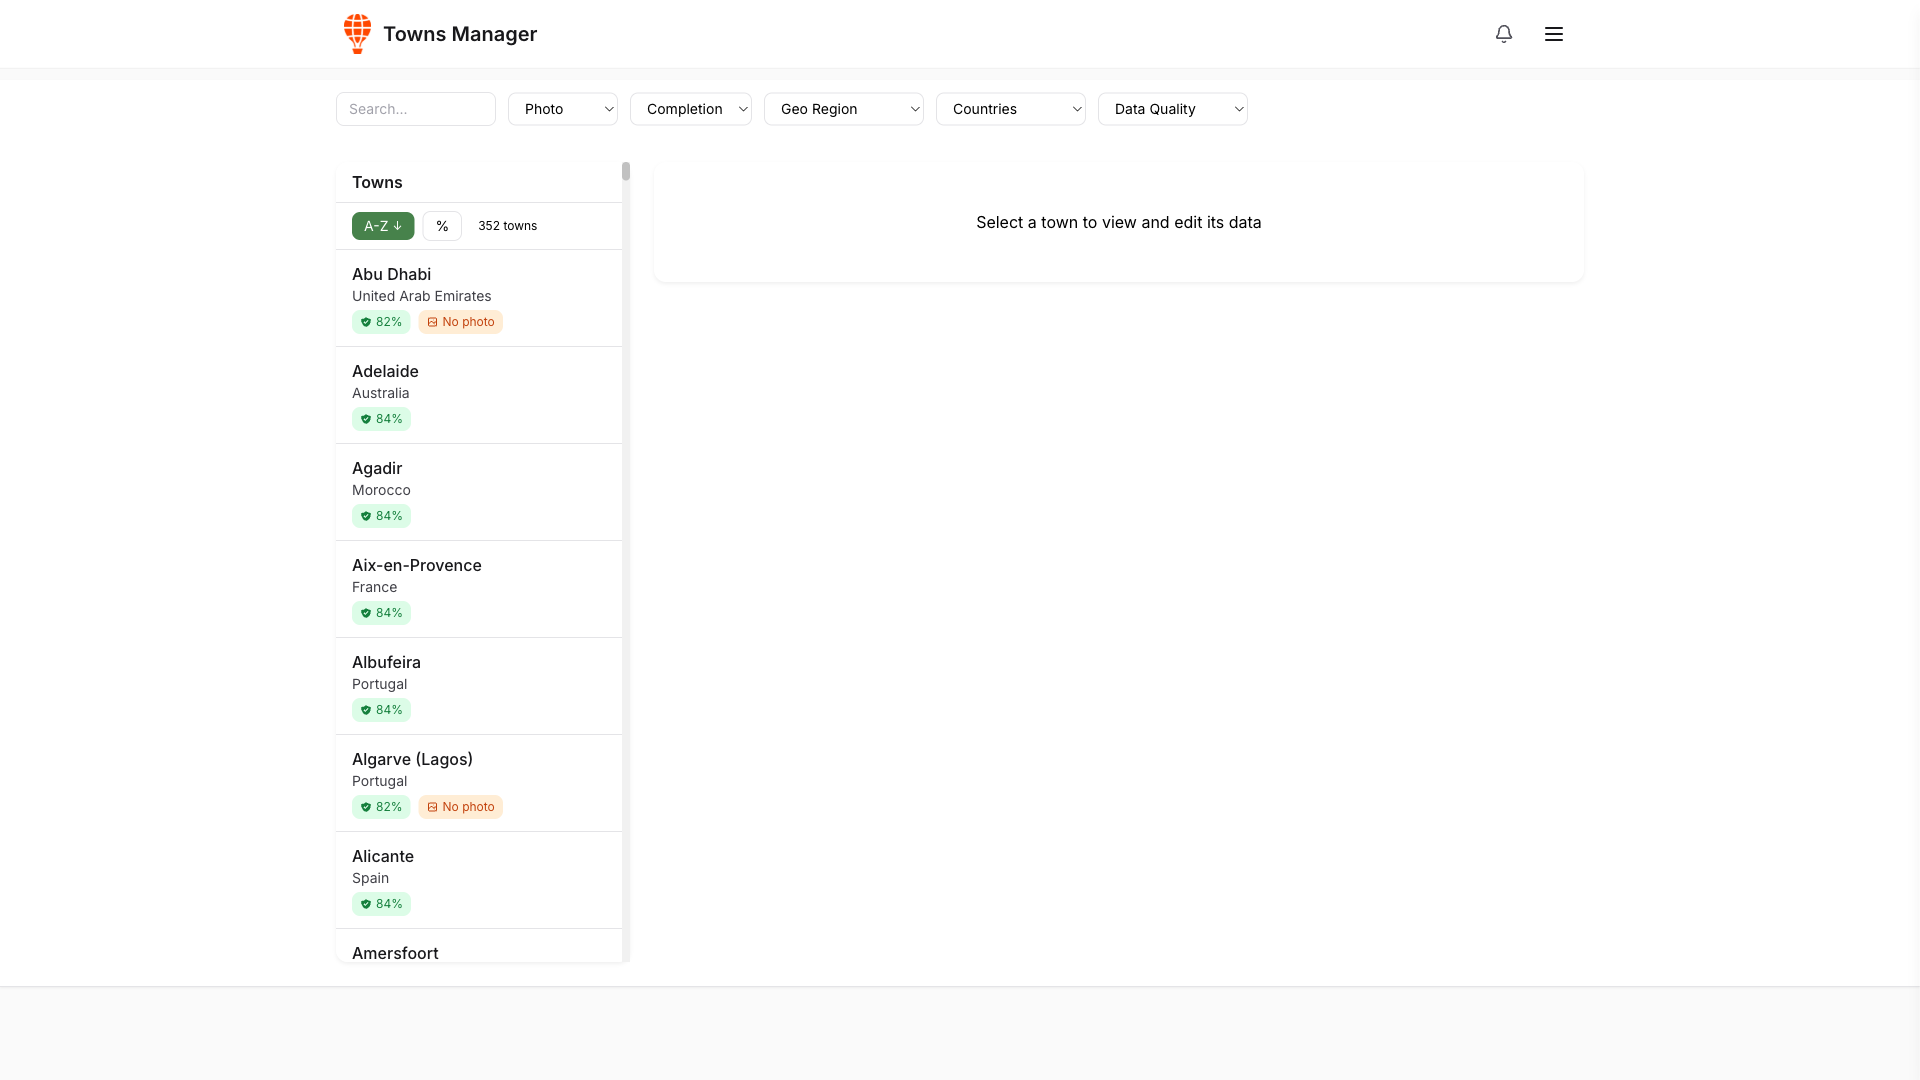 Towns Manager
Search...
Photo
Completion
Geo Region
Countries
Data Quality
Towns
A-Z ↓
%
352 towns
Select a town to view and edit its data
Abu Dhabi
United Arab Emirates
82%
No photo
Adelaide
Australia
84%
Agadir
Morocco
84%
Aix-en-Provence
France
84%
Albufeira
Portugal
84%
Algarve (Lagos)
Portugal
82%
No photo
Alicante
Spain
84%
Amersfoort